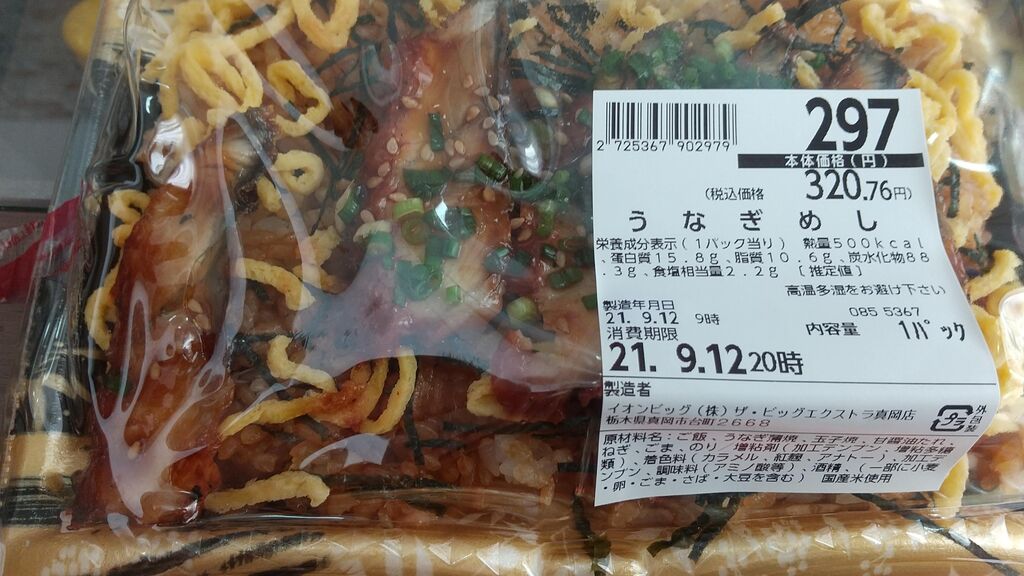 297
2 725367 902979
本体価格(円)
(税込価格 320.76円)
うなぎめし
栄養成分表示(1パック当り) 熱量500kcal
、蛋白質15.8g、脂質10.6g、炭水化物88
.3g、食塩相当量2.2g [推定値]
高温多湿をお避け下さい
製造年月日
085 5367
21. 9.12 9時
消費期限
内容量 1パック
21. 9.12 20時
製造者
イオンビッグ(株)ザ・ビッグエクストラ真岡店
栃木県真岡市台町2668
プラ
外包装
原材料名:ご飯、うなぎ蒲焼、玉子焼、甘醤油たれ、
ねぎ、ごま、のり、増粘剤(加工デンプン、増粘多糖
類)、着色料(カラメル、紅麹、アナトー)、加工デ
ンプン、調味料(アミノ酸等)、酒精、(一部に小麦
・卵・ごま・さば・大豆を含む) 国産米使用